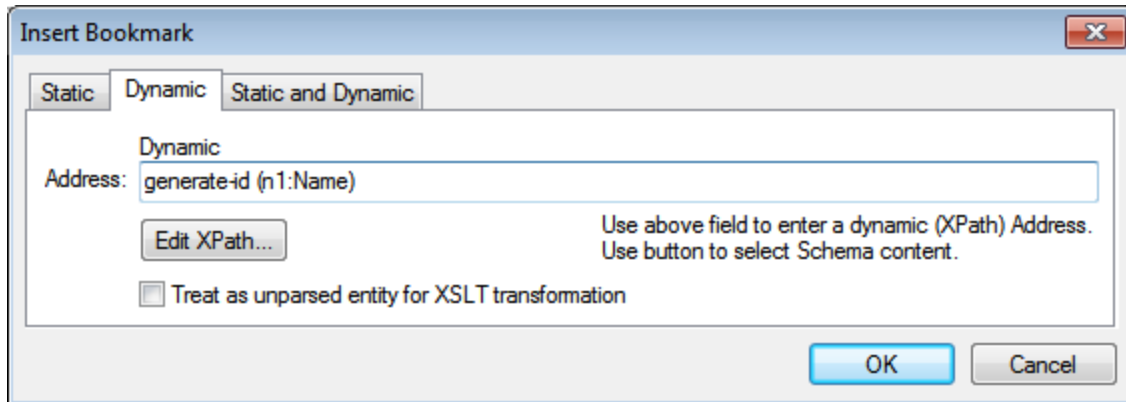 Insert Bookmark
Static Dynamic Static and Dynamic
Dynamic
Address: generate-id (n1:Name)
Edit XPath... Use above field to enter a dynamic (XPath) Address.
Use button to select Schema content.
Treat as unparsed entity for XSLT transformation
OK Cancel